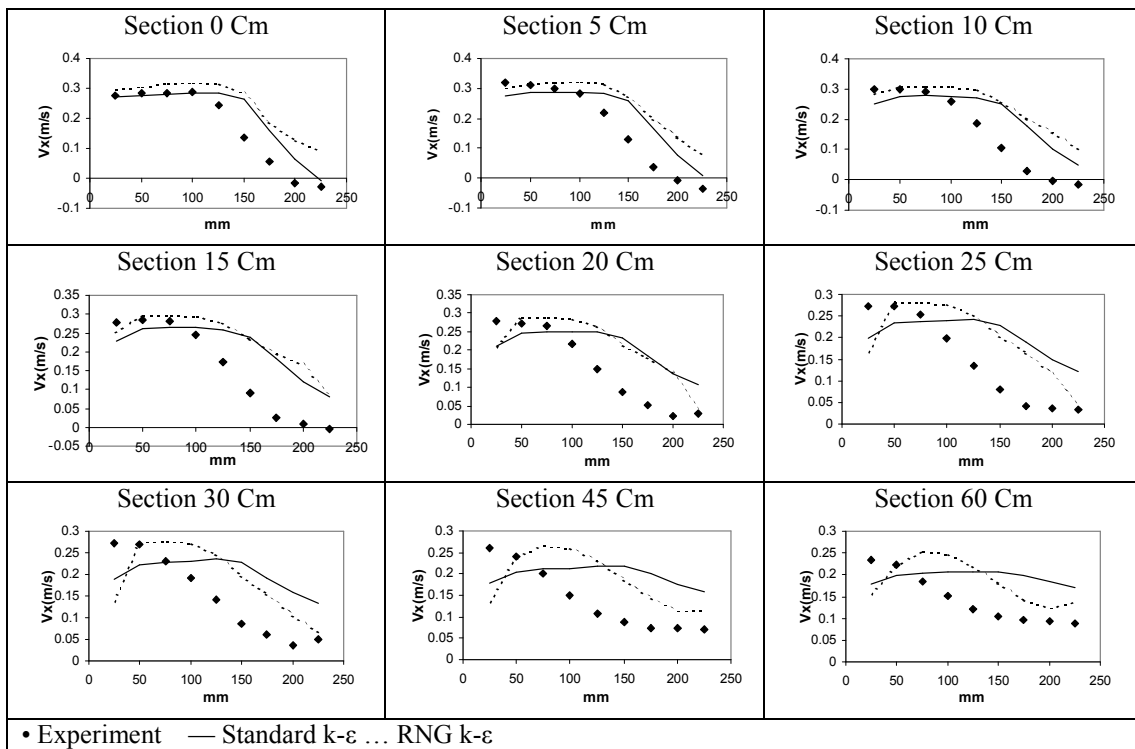 Section 0 Cm
0.4
0.3
0.2
0.1
0
-0.1
0 50 100 150 200 250
Vx(m/s)
mm
Section 5 Cm
0.4
0.3
0.2
0.1
0
-0.1
0 50 100 150 200 250
Vx(m/s)
mm
Section 10 Cm
0.4
0.3
0.2
0.1
0
-0.1
0 50 100 150 200 250
Vx(m/s)
mm
Section 15 Cm
0.35
0.3
0.25
0.2
0.15
0.1
0.05
0
-0.05
0 50 100 150 200 250
Vx(m/s)
mm
Section 20 Cm
0.35
0.3
0.25
0.2
0.15
0.1
0.05
0
0 50 100 150 200 250
Vx(m/s)
mm
Section 25 Cm
0.3
0.25
0.2
0.15
0.1
0.05
0
0 50 100 150 200 250
Vx(m/s)
mm
Section 30 Cm
0.3
0.25
0.2
0.15
0.1
0.05
0
0 50 100 150 200 250
Vx(m/s)
mm
Section 45 Cm
0.3
0.25
0.2
0.15
0.1
0.05
0
0 50 100 150 200 250
Vx(m/s)
mm
Section 60 Cm
0.3
0.25
0.2
0.15
0.1
0.05
0
0 50 100 150 200 250
Vx(m/s)
mm
• Experiment — Standard k-ε … RNG k-ε